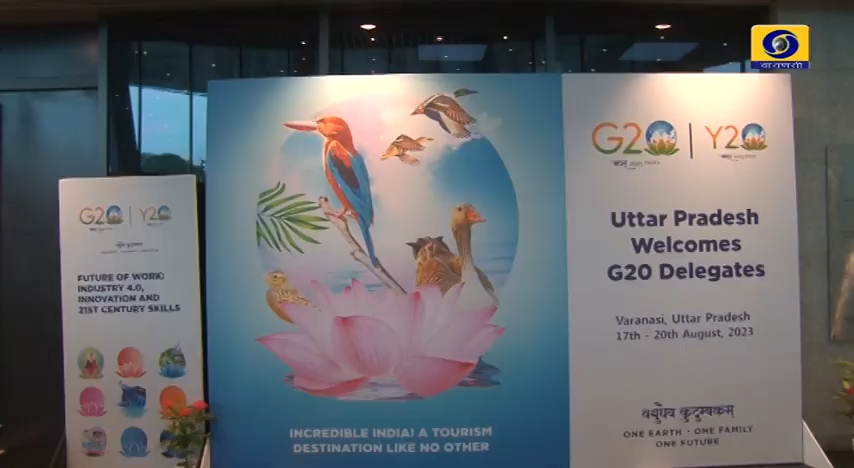 वाराणसी
G20 | Y20
FUTURE OF WORK:
INDUSTRY 4.0,
INNOVATION AND
21ST CENTURY SKILLS
INCREDIBLE INDIA! A TOURISM
DESTINATION LIKE NO OTHER
G20 | Y20
Uttar Pradesh
Welcomes
G20 Delegates
Varanasi, Uttar Pradesh
17th - 20th August, 2023
वसुधैव कुटुम्बकम्
ONE EARTH • ONE FAMILY
ONE FUTURE